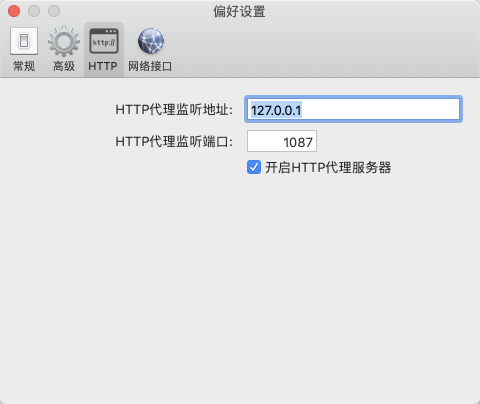 偏好设置
http://
常规 高级 HTTP 网络接口
HTTP代理监听地址: 127.0.0.1
HTTP代理监听端口: 1087
开启HTTP代理服务器